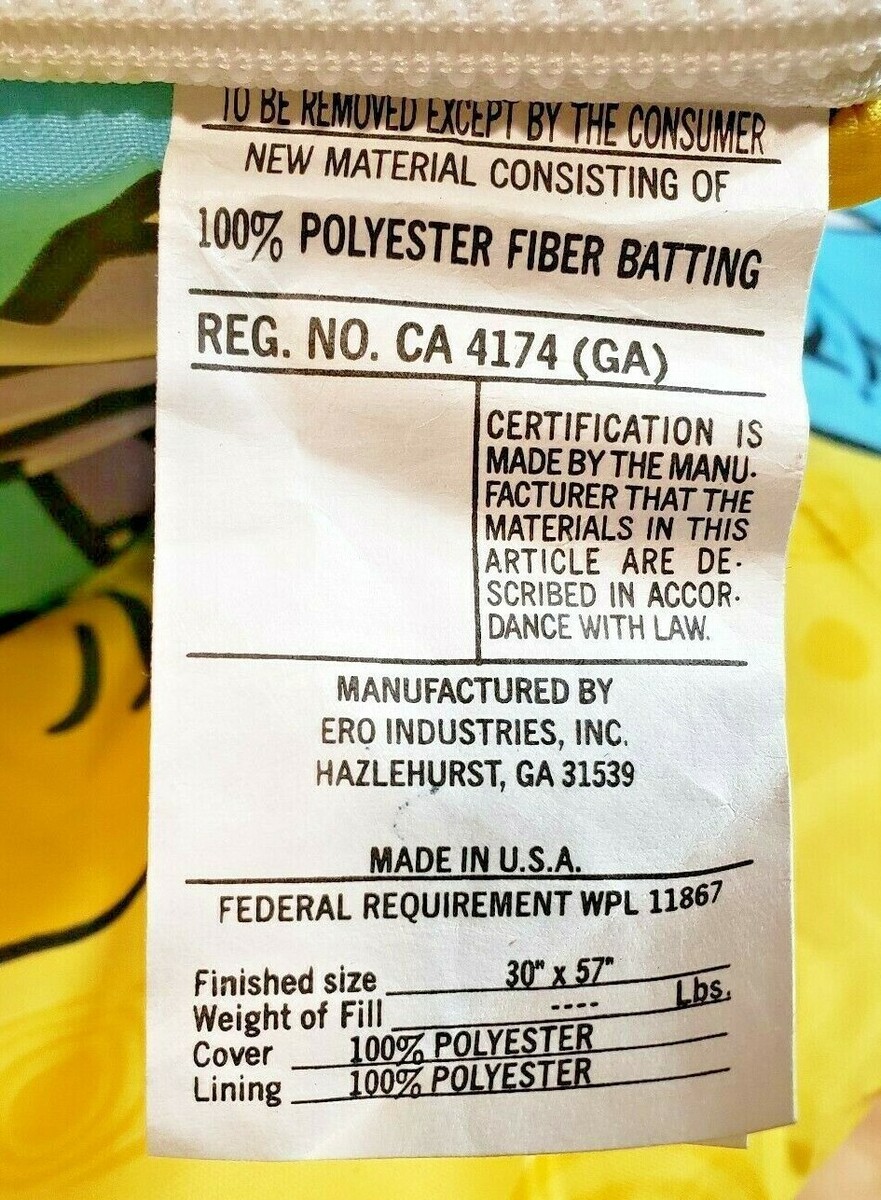 TO BE REMOVED EXCEPT BY THE CONSUMER
NEW MATERIAL CONSISTING OF
100% POLYESTER FIBER BATTING
REG. NO. CA 4174 (GA)
CERTIFICATION IS
MADE BY THE MANU-
FACTURER THAT THE
MATERIALS IN THIS
ARTICLE ARE DE-
SCRIBED IN ACCOR-
DANCE WITH LAW.
MANUFACTURED BY
ERO INDUSTRIES, INC.
HAZLEHURST, GA 31539
MADE IN U.S.A.
FEDERAL REQUIREMENT WPL 11867
Finished size 30" x 57"
Weight of Fill ---- Lbs.
Cover 100% POLYESTER
Lining 100% POLYESTER